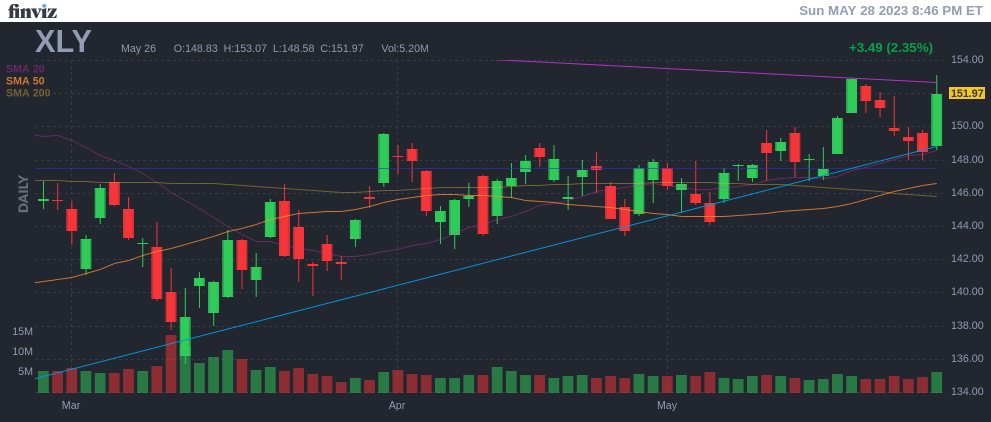 finviz
Sun MAY 28 2023 8:46 PM ET
XLY
May 26 O:148.83 H:153.07 L:148.58 C:151.97 Vol:5.20M
+3.49 (2.35%)
SMA 20
SMA 50
SMA 200
DAILY
154.00
151.97
150.00
148.00
146.00
144.00
142.00
140.00
138.00
136.00
134.00
15M
10M
5M
Mar
Apr
May